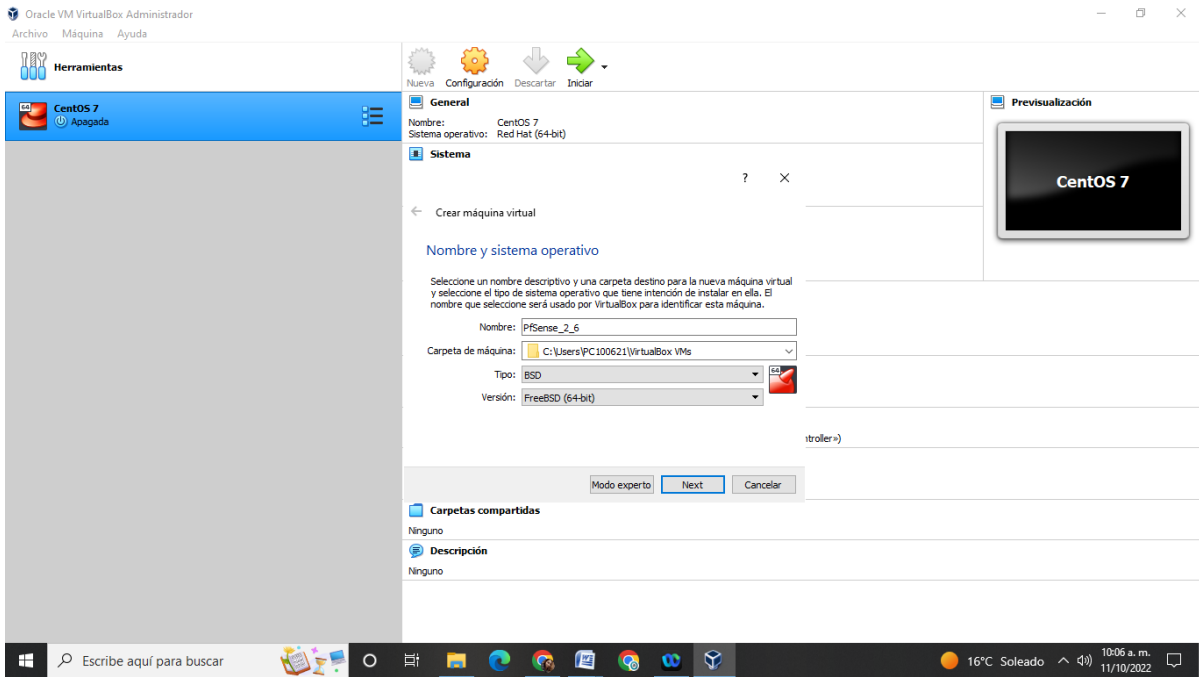 Oracle VM VirtualBox Administrador
Archivo Máquina Ayuda
Herramientas
Nueva Configuración Descartar Iniciar
64 CentOS 7
Apagada
General
Nombre: CentOS 7
Sistema operativo: Red Hat (64-bit)
Sistema
Previsualización
CentOS 7
?
Crear máquina virtual
Nombre y sistema operativo
Seleccione un nombre descriptivo y una carpeta destino para la nueva máquina virtual
y seleccione el tipo de sistema operativo que tiene intención de instalar en ella. El
nombre que seleccione será usado por VirtualBox para identificar esta máquina.
Nombre: PfSense_2_6
Carpeta de máquina: C:\Users\PC100621\VirtualBox VMs
Tipo: BSD
64
Versión: FreeBSD (64-bit)
ntroller»)
Modo experto Next Cancelar
Carpetas compartidas
Ninguno
Descripción
Ninguno
Escribe aquí para buscar
16°C Soleado
10:06 a. m.
11/10/2022